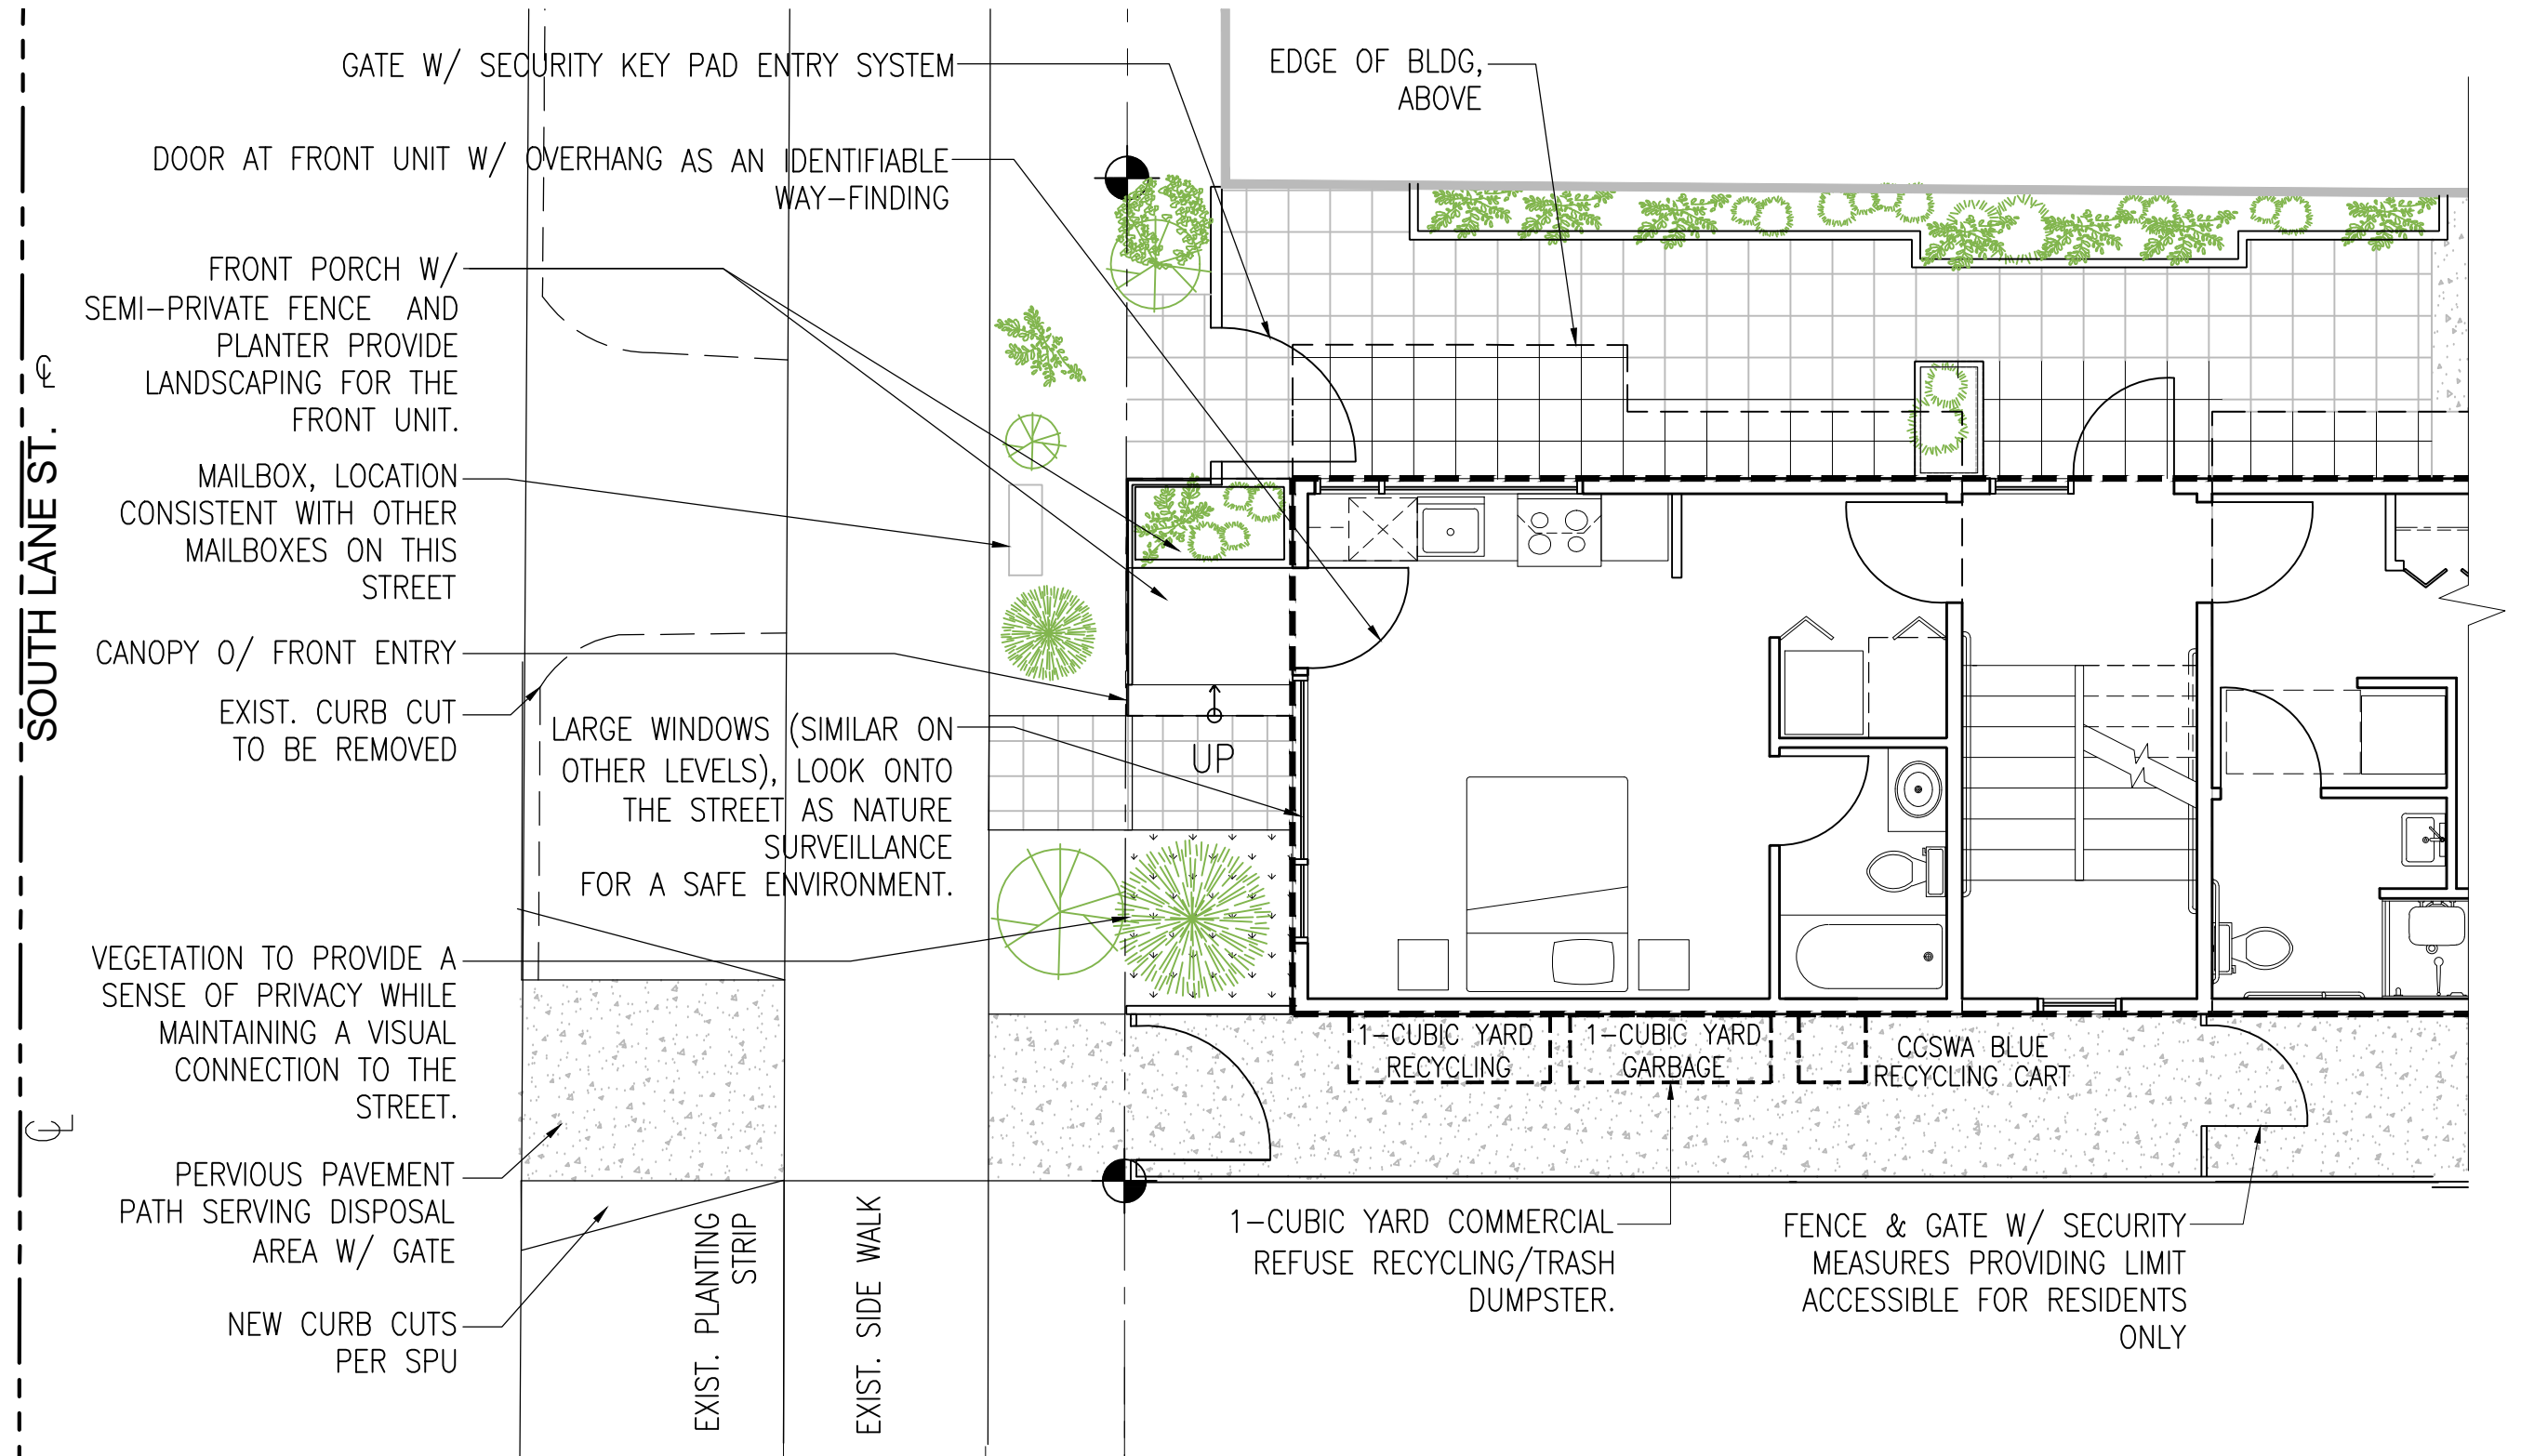 GATE W/ SECURITY KEY PAD ENTRY SYSTEM
EDGE OF BLDG,
ABOVE
DOOR AT FRONT UNIT W/ OVERHANG AS AN IDENTIFIABLE
WAY-FINDING
FRONT PORCH W/
SEMI-PRIVATE FENCE AND
PLANTER PROVIDE
LANDSCAPING FOR THE
FRONT UNIT.
MAILBOX, LOCATION
CONSISTENT WITH OTHER
MAILBOXES ON THIS
STREET
CANOPY O/ FRONT ENTRY
EXIST. CURB CUT
TO BE REMOVED
LARGE WINDOWS (SIMILAR ON
OTHER LEVELS), LOOK ONTO
THE STREET AS NATURE
SURVEILLANCE
FOR A SAFE ENVIRONMENT.
UP
SOUTH LANE ST.
℄
℄
VEGETATION TO PROVIDE A
SENSE OF PRIVACY WHILE
MAINTAINING A VISUAL
CONNECTION TO THE
STREET.
PERVIOUS PAVEMENT
PATH SERVING DISPOSAL
AREA W/ GATE
NEW CURB CUTS
PER SPU
EXIST. PLANTING
STRIP
EXIST. SIDE WALK
1-CUBIC YARD
RECYCLING
1-CUBIC YARD
GARBAGE
CCSWA BLUE
RECYCLING CART
1-CUBIC YARD COMMERCIAL
REFUSE RECYCLING/TRASH
DUMPSTER.
FENCE & GATE W/ SECURITY
MEASURES PROVIDING LIMIT
ACCESSIBLE FOR RESIDENTS
ONLY